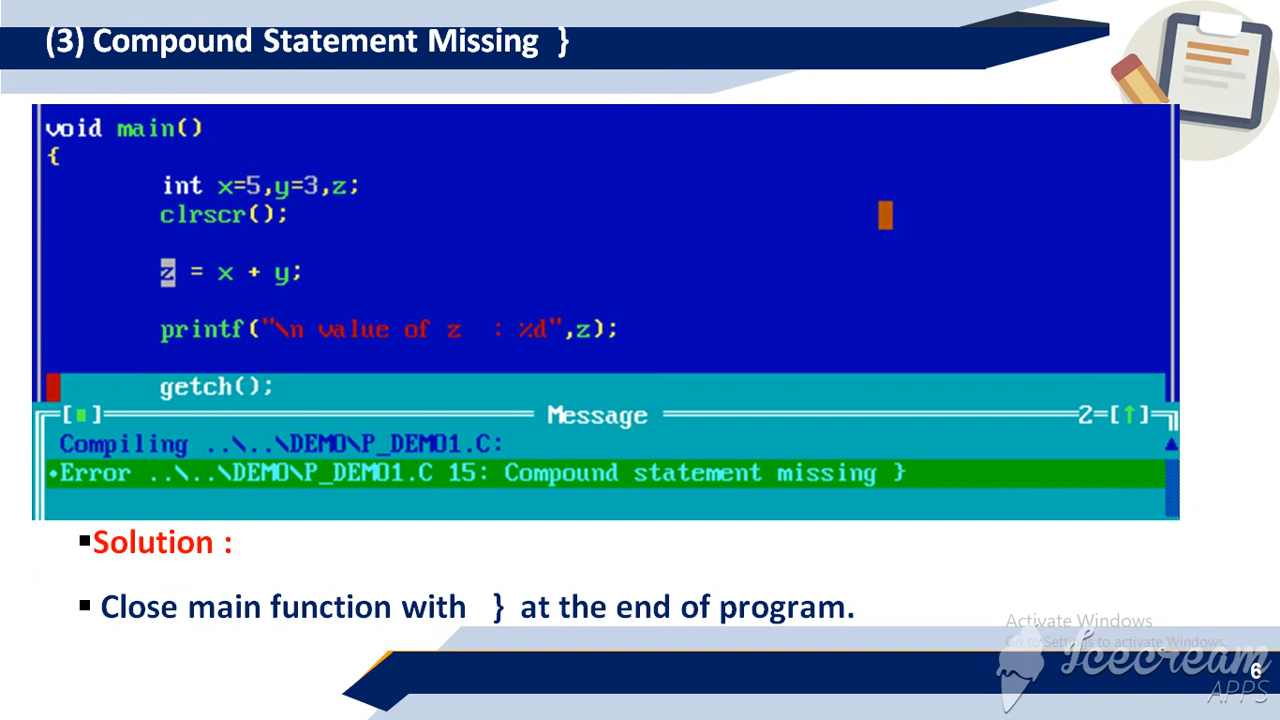 (3) Compound Statement Missing }
void main()
{
int x=5,y=3,z;
clrscr();
z = x + y;
printf("\n value of z : %d",z);
getch();
[■] Message 2=[↑]
Compiling ..\..\DEMO\P_DEMO1.C:
•Error ..\..\DEMO\P_DEMO1.C 15: Compound statement missing }
▪Solution :
▪ Close main function with } at the end of program.
Activate Windows
Go to Settings to activate Windows.
Icecream
APPS
6